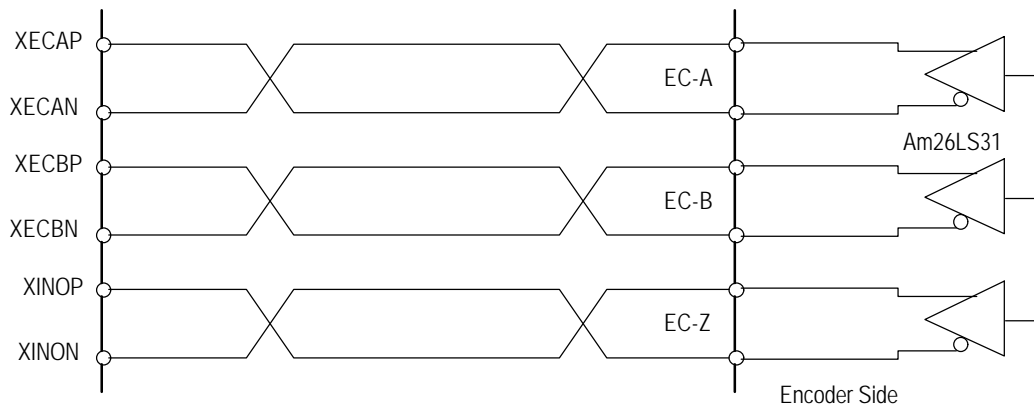 XECAP
EC-A
XECAN
Am26LS31
XECBP
EC-B
XECBN
XINOP
EC-Z
XINON
Encoder Side